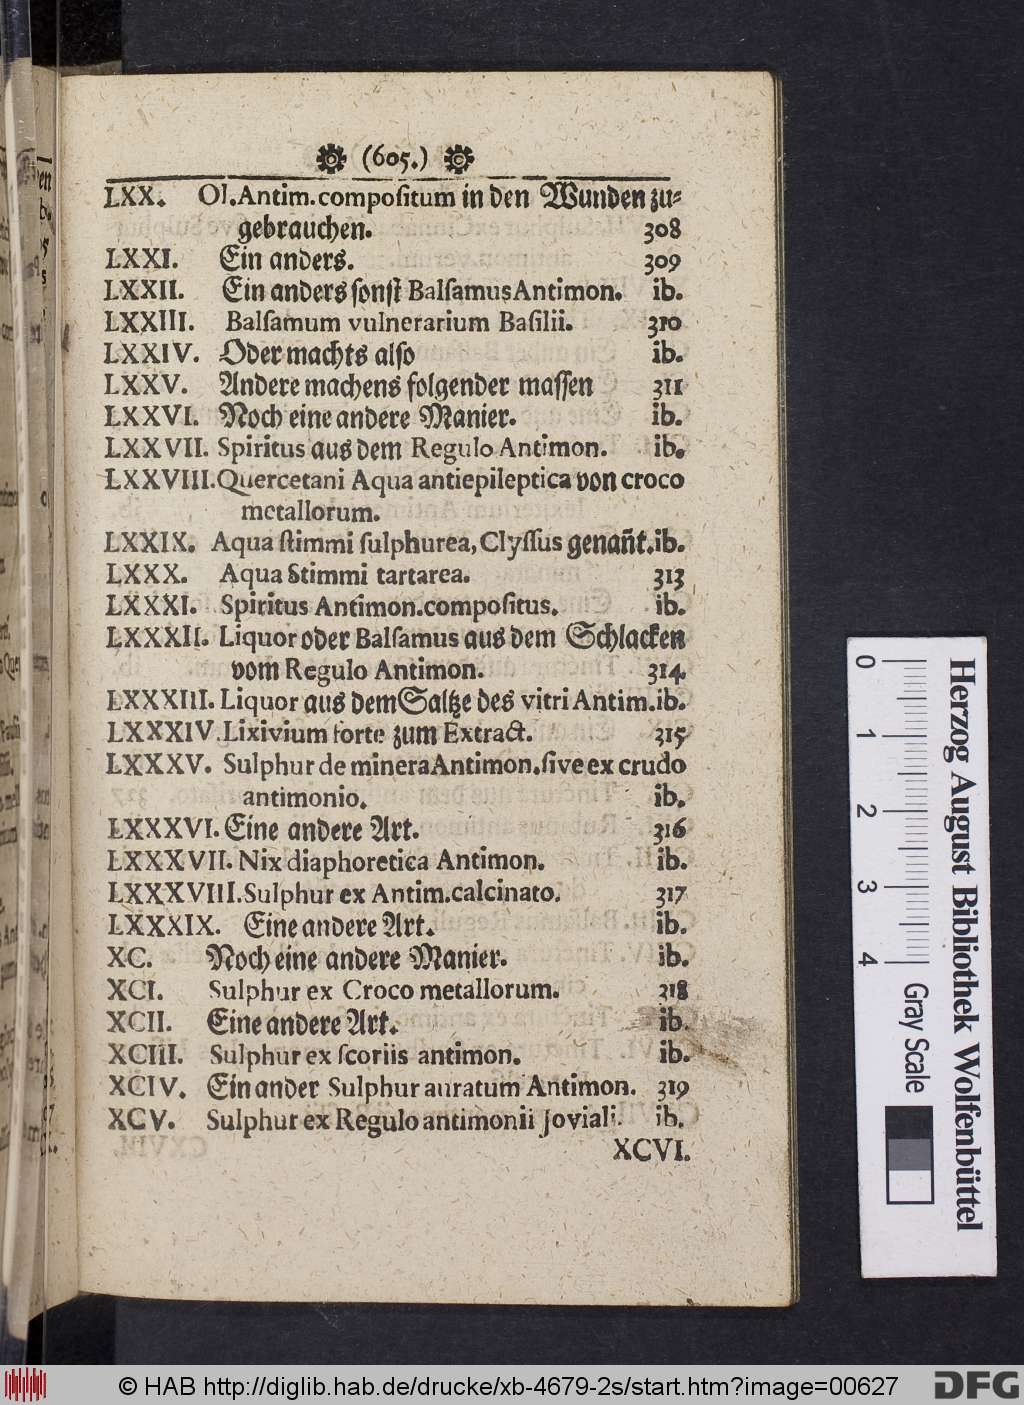 (605.)
LXX. Ol. Antim. compoſitum in den Wunden zu⸗
gebrauchen. 308
LXXI. Ein anders. 309
LXXII. Ein anders ſonſt Balſamus Antimon. ib.
LXXIII. Balſamum vulnerarium Baſilii. 310
LXXIV. Oder machts alſo ib.
LXXV. Andere machens folgender maſſen 311
LXXVI. Noch eine andere Manier. ib.
LXXVII. Spiritus aus dem Regulo Antimon. ib.
LXXVIII. Quercetani Aqua antiepileptica von croco
metallorum.
LXXIX. Aqua ſtimmi ſulphurea, Clyſſus genañt. ib.
LXXX. Aqua Stimmi tartarea. 313
LXXXI. Spiritus Antimon. compoſitus. ib.
LXXXII. Liquor oder Balſamus aus dem Schlacken
vom Regulo Antimon. 314.
LXXXIII. Liquor aus dem Saltze des vitri Antim. ib.
LXXXIV. Lixivium forte zum Extract. 315
LXXXV. Sulphur de minera Antimon. ſive ex crudo
antimonio. ib.
LXXXVI. Eine andere Art. 316
LXXXVII. Nix diaphoretica Antimon. ib.
LXXXVIII. Sulphur ex Antim. calcinato. 317
LXXXIX. Eine andere Art. ib.
XC. Noch eine andere Manier. ib.
XCI. Sulphur ex Croco metallorum. 318
XCII. Eine andere Art. ib.
XCIII. Sulphur ex ſcoriis antimon. ib.
XCIV. Ein ander Sulphur auratum Antimon. 319
XCV. Sulphur ex Regulo antimonii Joviali. ib.
XCVI.
0 1 2 3 4
Gray Scale
Herzog August Bibliothek Wolfenbüttel
© HAB http://diglib.hab.de/drucke/xb-4679-2s/start.htm?image=00627
DFG